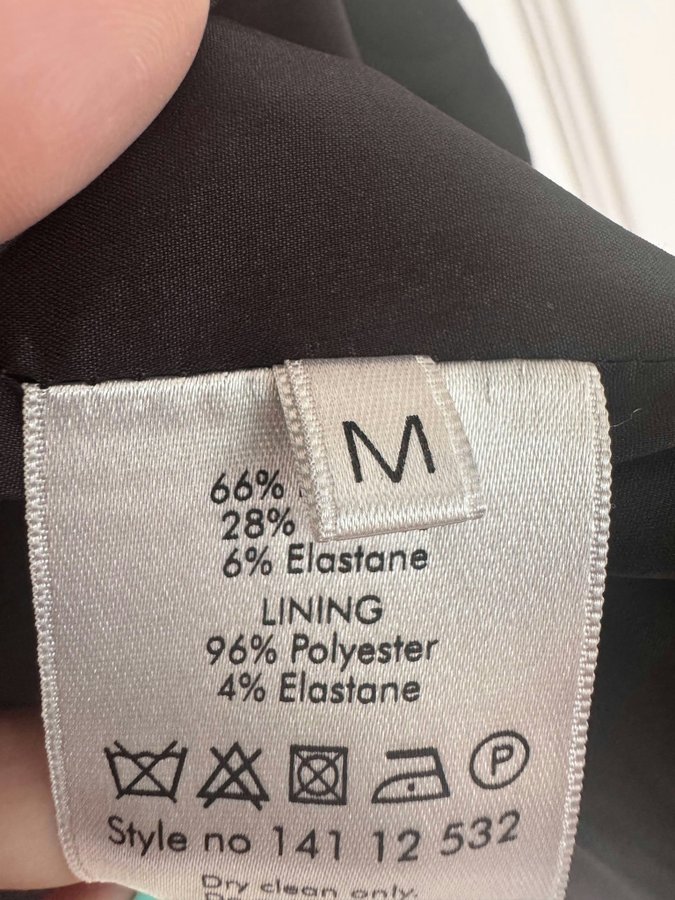 M
66%
28%
6% Elastane
LINING
96% Polyester
4% Elastane
P
Style no 141 12 532
Dry clean only.